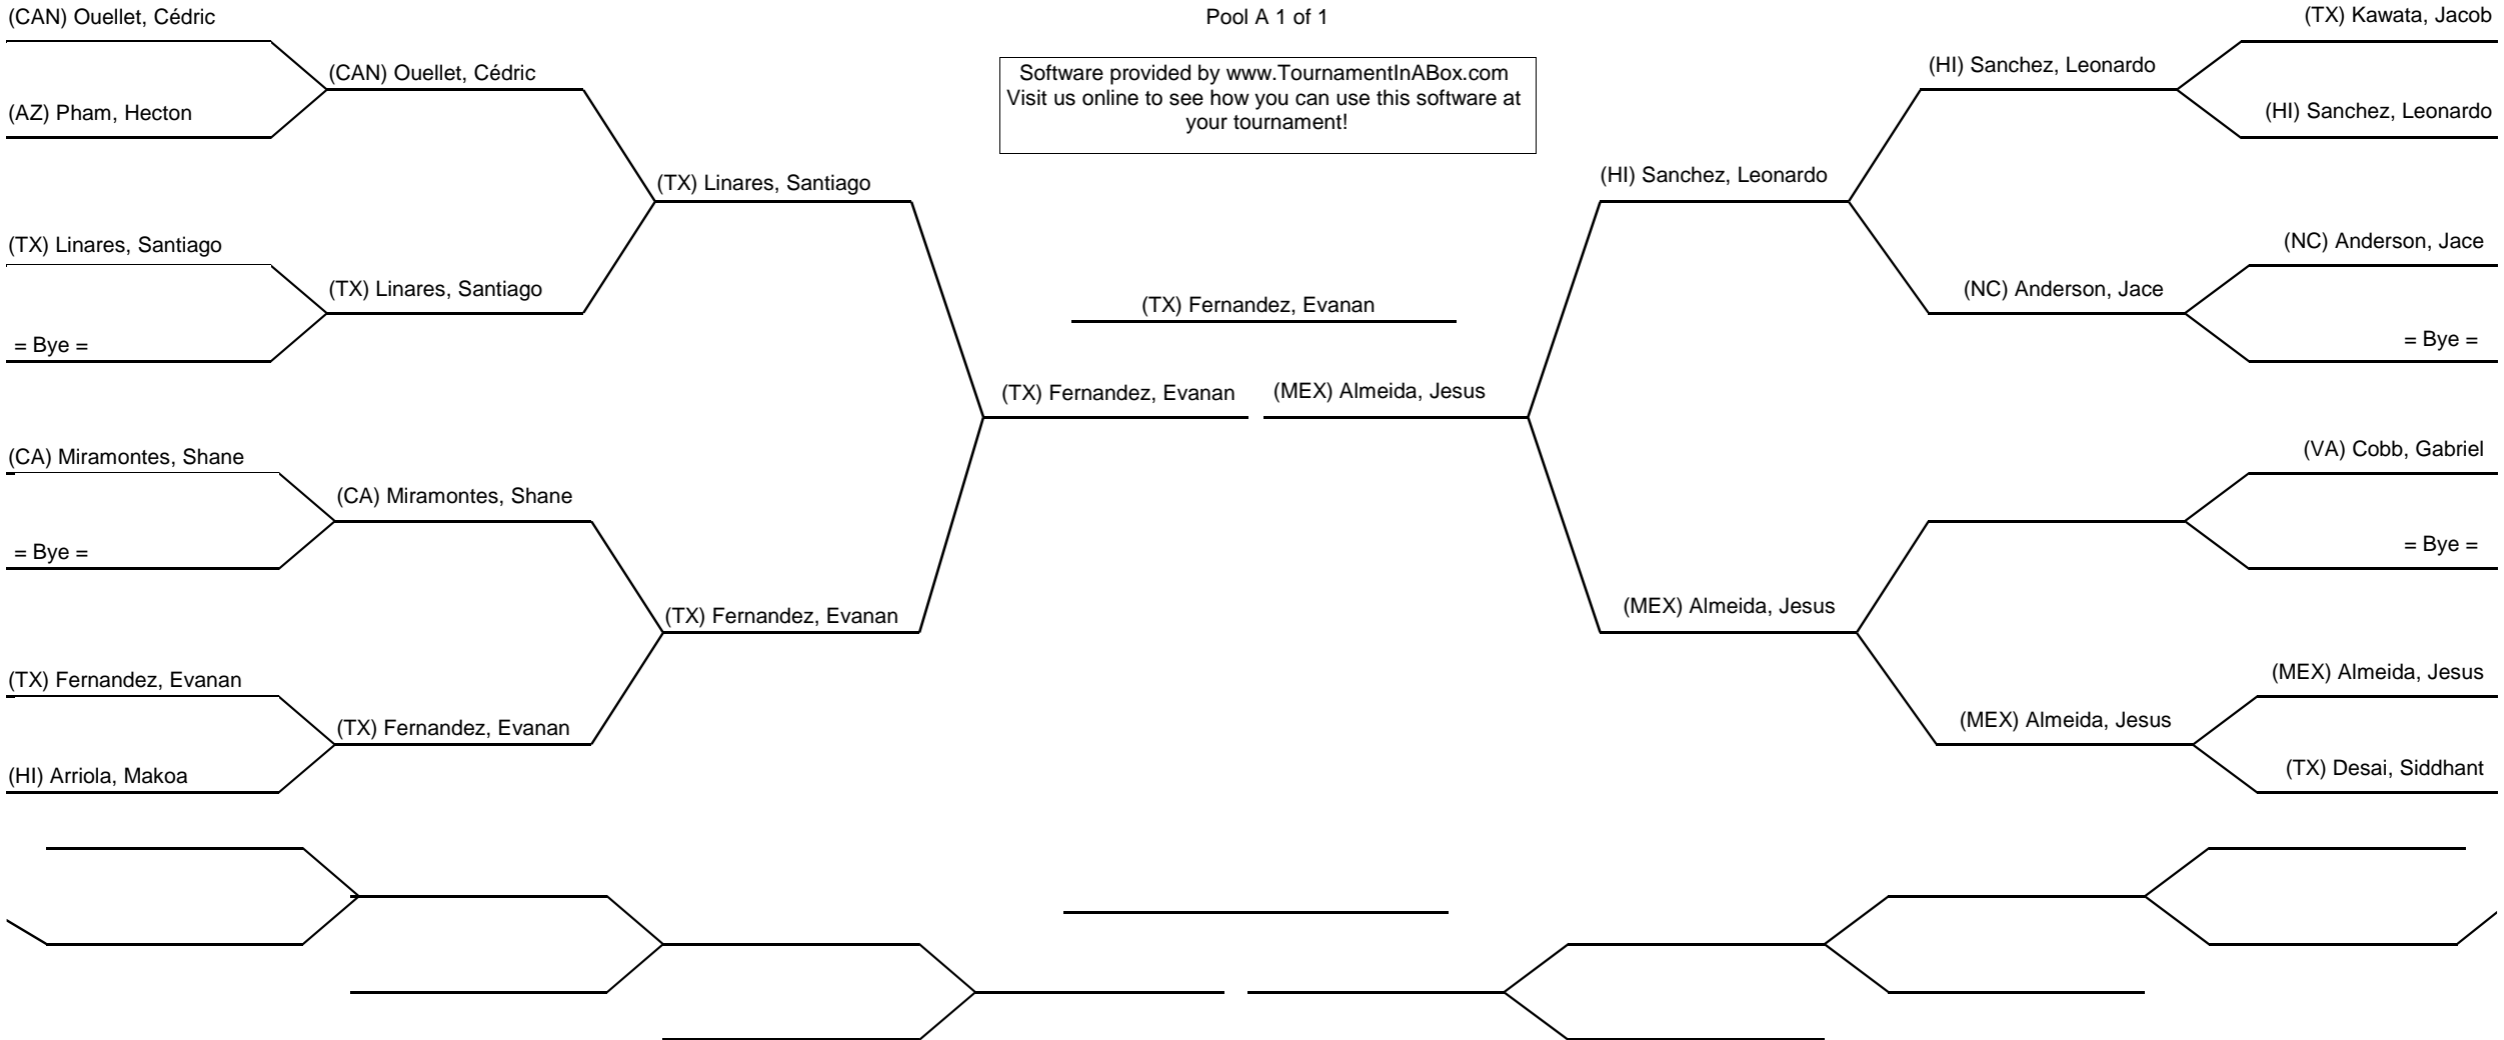 (CAN) Ouellet, Cédric
Pool A 1 of 1
(TX) Kawata, Jacob
(CAN) Ouellet, Cédric
Software provided by www.TournamentInABox.com
Visit us online to see how you can use this software at
your tournament!
(HI) Sanchez, Leonardo
(AZ) Pham, Hecton
(HI) Sanchez, Leonardo
(TX) Linares, Santiago
(HI) Sanchez, Leonardo
(TX) Linares, Santiago
(NC) Anderson, Jace
(TX) Linares, Santiago
(NC) Anderson, Jace
(TX) Fernandez, Evanan
= Bye =
= Bye =
(TX) Fernandez, Evanan
(MEX) Almeida, Jesus
(CA) Miramontes, Shane
(VA) Cobb, Gabriel
(CA) Miramontes, Shane
= Bye =
= Bye =
(TX) Fernandez, Evanan
(MEX) Almeida, Jesus
(TX) Fernandez, Evanan
(MEX) Almeida, Jesus
(TX) Fernandez, Evanan
(MEX) Almeida, Jesus
(HI) Arriola, Makoa
(TX) Desai, Siddhant